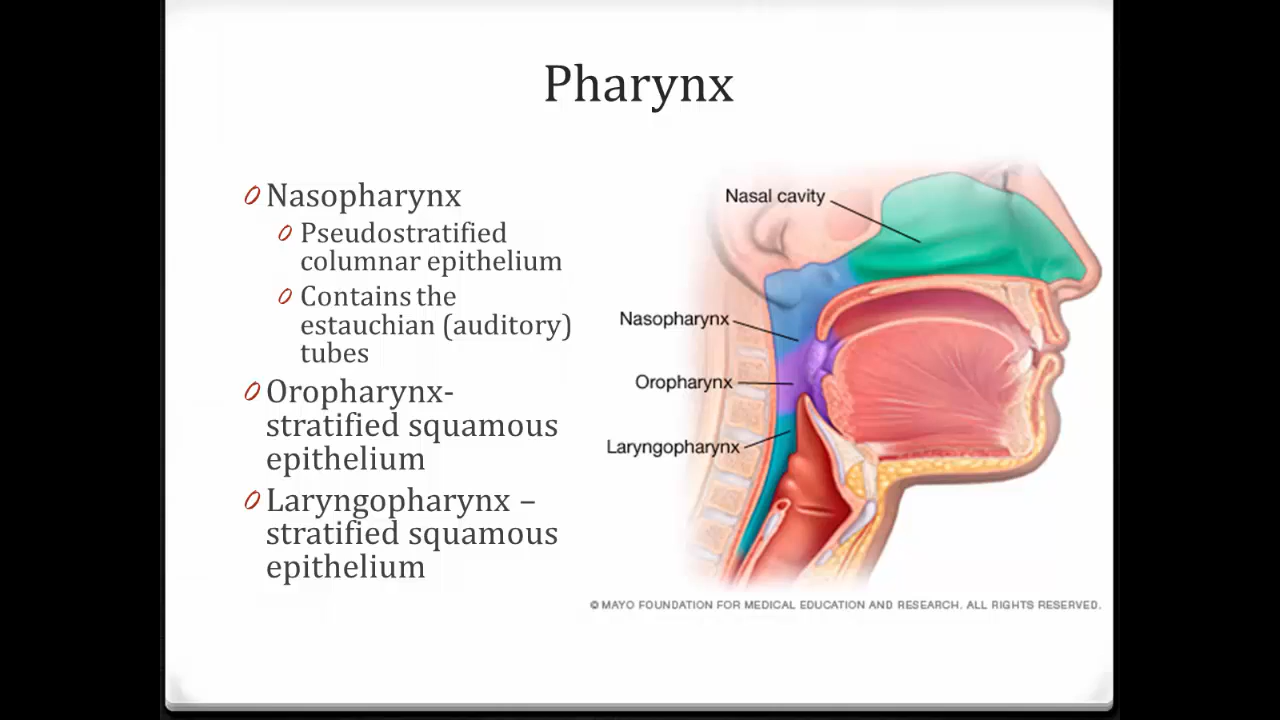 Pharynx
Nasopharynx
Pseudostratified
columnar epithelium
Contains the
estauchian (auditory)
tubes
Oropharynx-
stratified squamous
epithelium
Laryngopharynx –
stratified squamous
epithelium
Nasal cavity
Nasopharynx
Oropharynx
Laryngopharynx
© MAYO FOUNDATION FOR MEDICAL EDUCATION AND RESEARCH. ALL RIGHTS RESERVED.